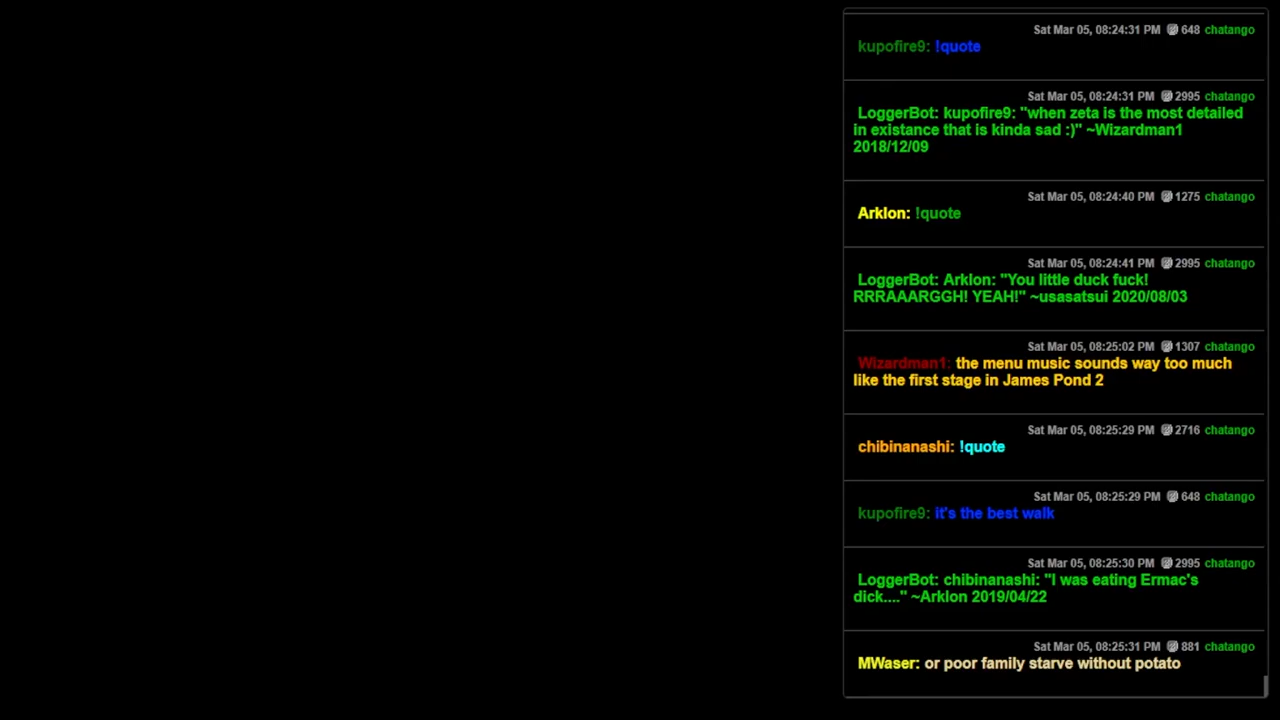 Sat Mar 05, 08:24:31 PM 648 chatango
kupofire9: !quote
Sat Mar 05, 08:24:31 PM 2995 chatango
LoggerBot: kupofire9: "when zeta is the most detailed
in existance that is kinda sad :)" ~Wizardman1
2018/12/09
Sat Mar 05, 08:24:40 PM 1275 chatango
Arklon: !quote
Sat Mar 05, 08:24:41 PM 2995 chatango
LoggerBot: Arklon: "You little duck fuck!
RRRAAARGGH! YEAH!" ~usasatsui 2020/08/03
Sat Mar 05, 08:25:02 PM 1307 chatango
Wizardman1: the menu music sounds way too much
like the first stage in James Pond 2
Sat Mar 05, 08:25:29 PM 2716 chatango
chibinanashi: !quote
Sat Mar 05, 08:25:29 PM 648 chatango
kupofire9: it's the best walk
Sat Mar 05, 08:25:30 PM 2995 chatango
LoggerBot: chibinanashi: "I was eating Ermac's
dick...." ~Arklon 2019/04/22
Sat Mar 05, 08:25:31 PM 881 chatango
MWaser: or poor family starve without potato